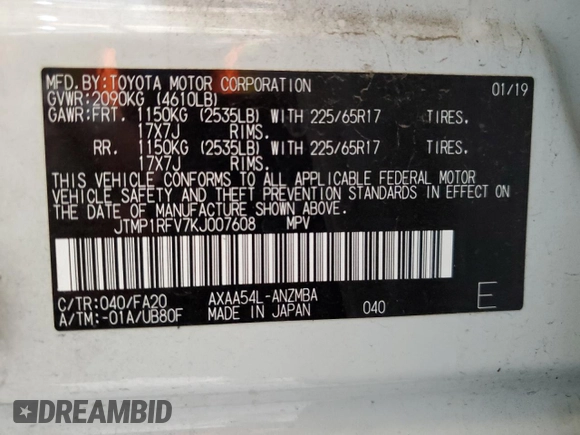 MFD. BY: TOYOTA MOTOR CORPORATION 01/19
GVWR: 2090KG (4610LB)
GAWR: FRT. 1150KG (2535LB) WITH 225/65R17 TIRES.
17X7J RIMS.
RR. 1150KG (2535LB) WITH 225/65R17 TIRES.
17X7J RIMS.
THIS VEHICLE CONFORMS TO ALL APPLICABLE FEDERAL MOTOR
VEHICLE SAFETY AND THEFT PREVENTION STANDARDS IN EFFECT ON
THE DATE OF MANUFACTURE SHOWN ABOVE.
JTMP1RFV7KJ007608 MPV
C/TR: 040/FA20 AXAA54L-ANZMBA
A/TM: -01A/UB80F MADE IN JAPAN 040 E
DREAMBID